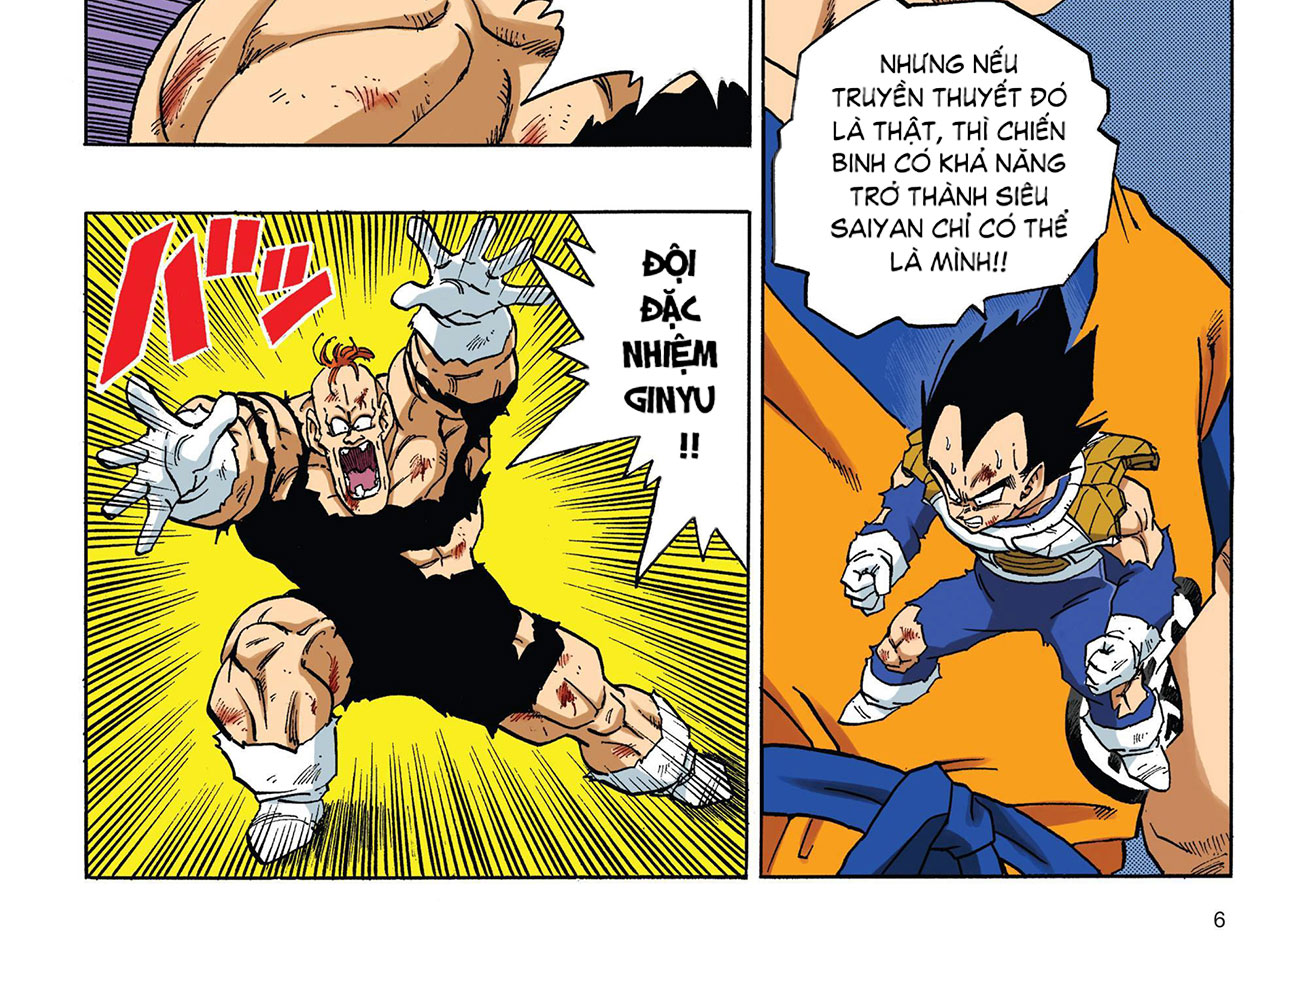 NHƯNG NẾU
TRUYỀN THUYẾT ĐÓ
LÀ THẬT, THÌ CHIẾN
BINH CÓ KHẢ NĂNG
TRỞ THÀNH SIÊU
SAIYAN CHỈ CÓ THỂ
LÀ MÌNH!!
バッ
ĐỘI
ĐẶC
NHIỆM
GINYU
!!
6